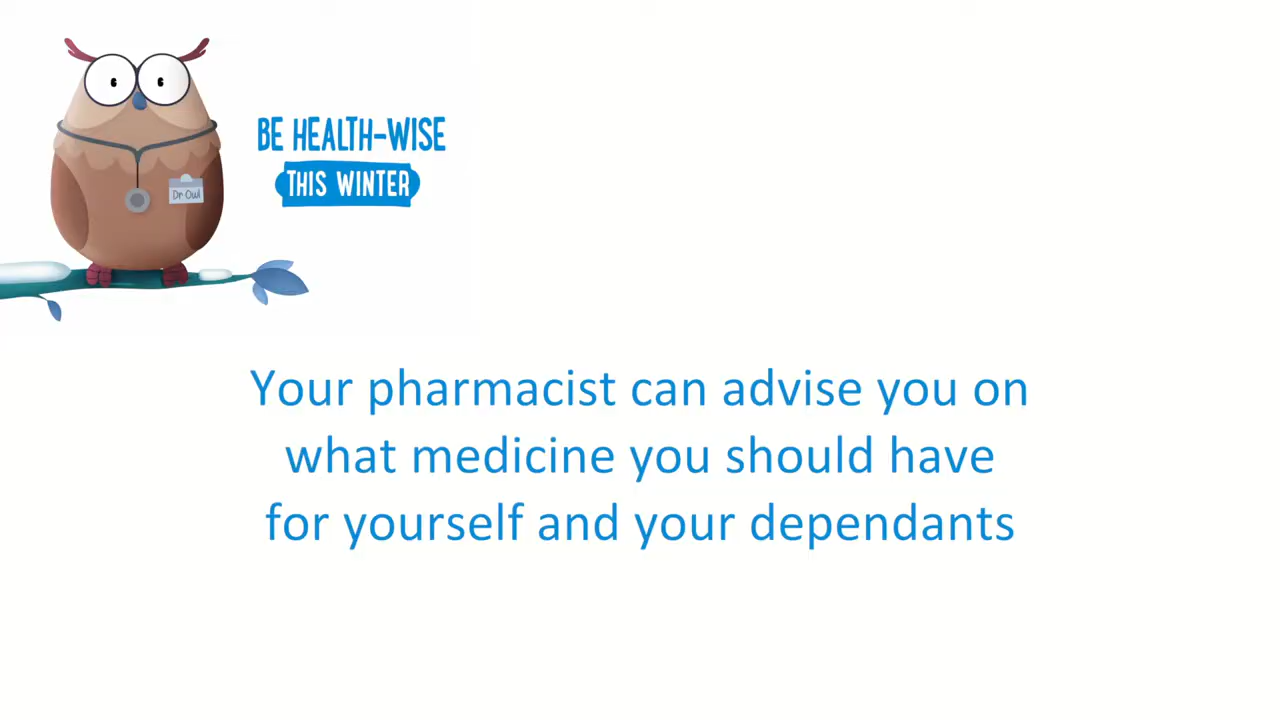 BE HEALTH-WISE
THIS WINTER
Dr Owl
Your pharmacist can advise you on
what medicine you should have
for yourself and your dependants